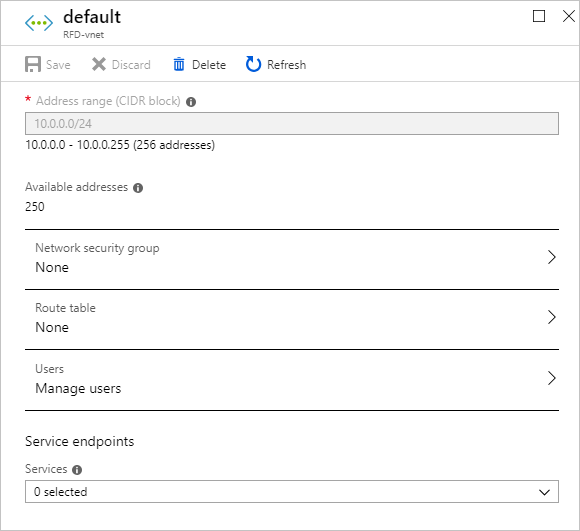 default
RFD-vnet
Save Discard Delete Refresh
* Address range (CIDR block)
10.0.0.0/24
10.0.0.0 - 10.0.0.255 (256 addresses)
Available addresses
250
Network security group
None
Route table
None
Users
Manage users
Service endpoints
Services
0 selected